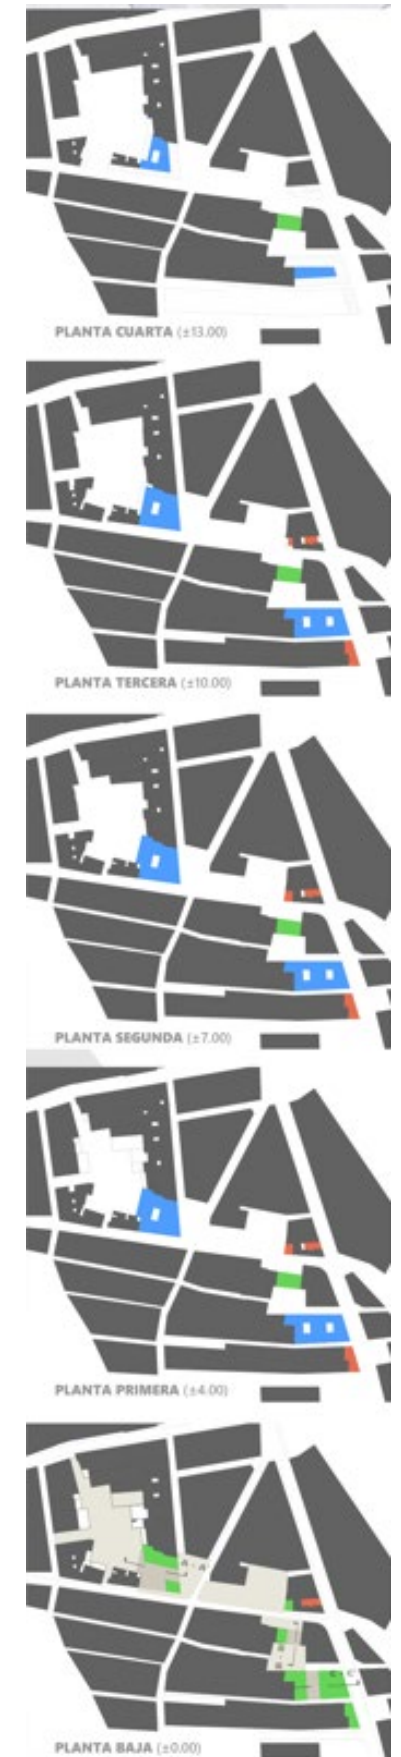 PLANTA CUARTA (±13.00)
PLANTA TERCERA (±10.00)
PLANTA SEGUNDA (±7.00)
PLANTA PRIMERA (±4.00)
PLANTA BAJA (±0.00)